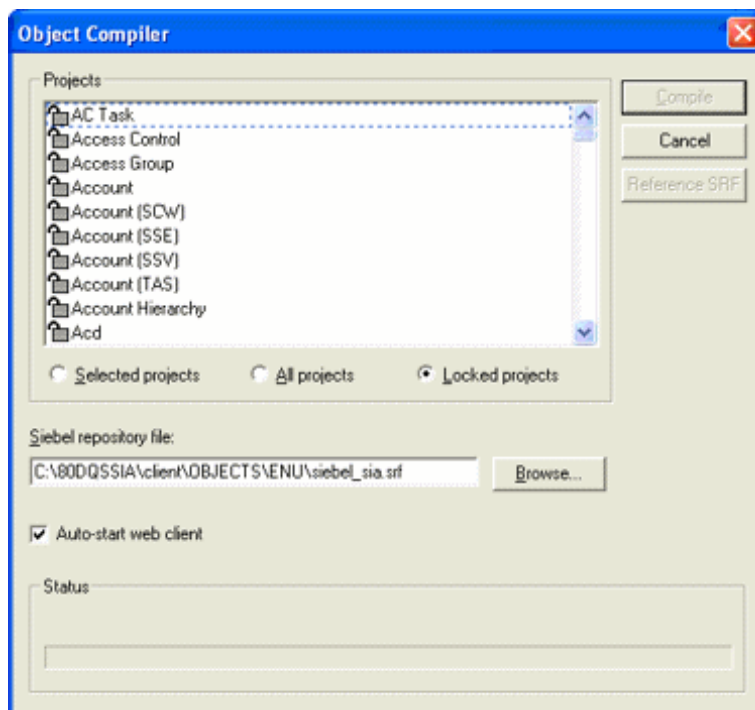 Object Compiler
Projects
AC Task
Access Control
Access Group
Account
Account (SCW)
Account (SSE)
Account (SSV)
Account (TAS)
Account Hierarchy
Acd
Selected projects
All projects
Locked projects
Compile
Cancel
Reference SRF
Siebel repository file:
C:\80DQSSIA\client\OBJECTS\ENU\siebel_sia.srf
Browse...
Auto-start web client
Status